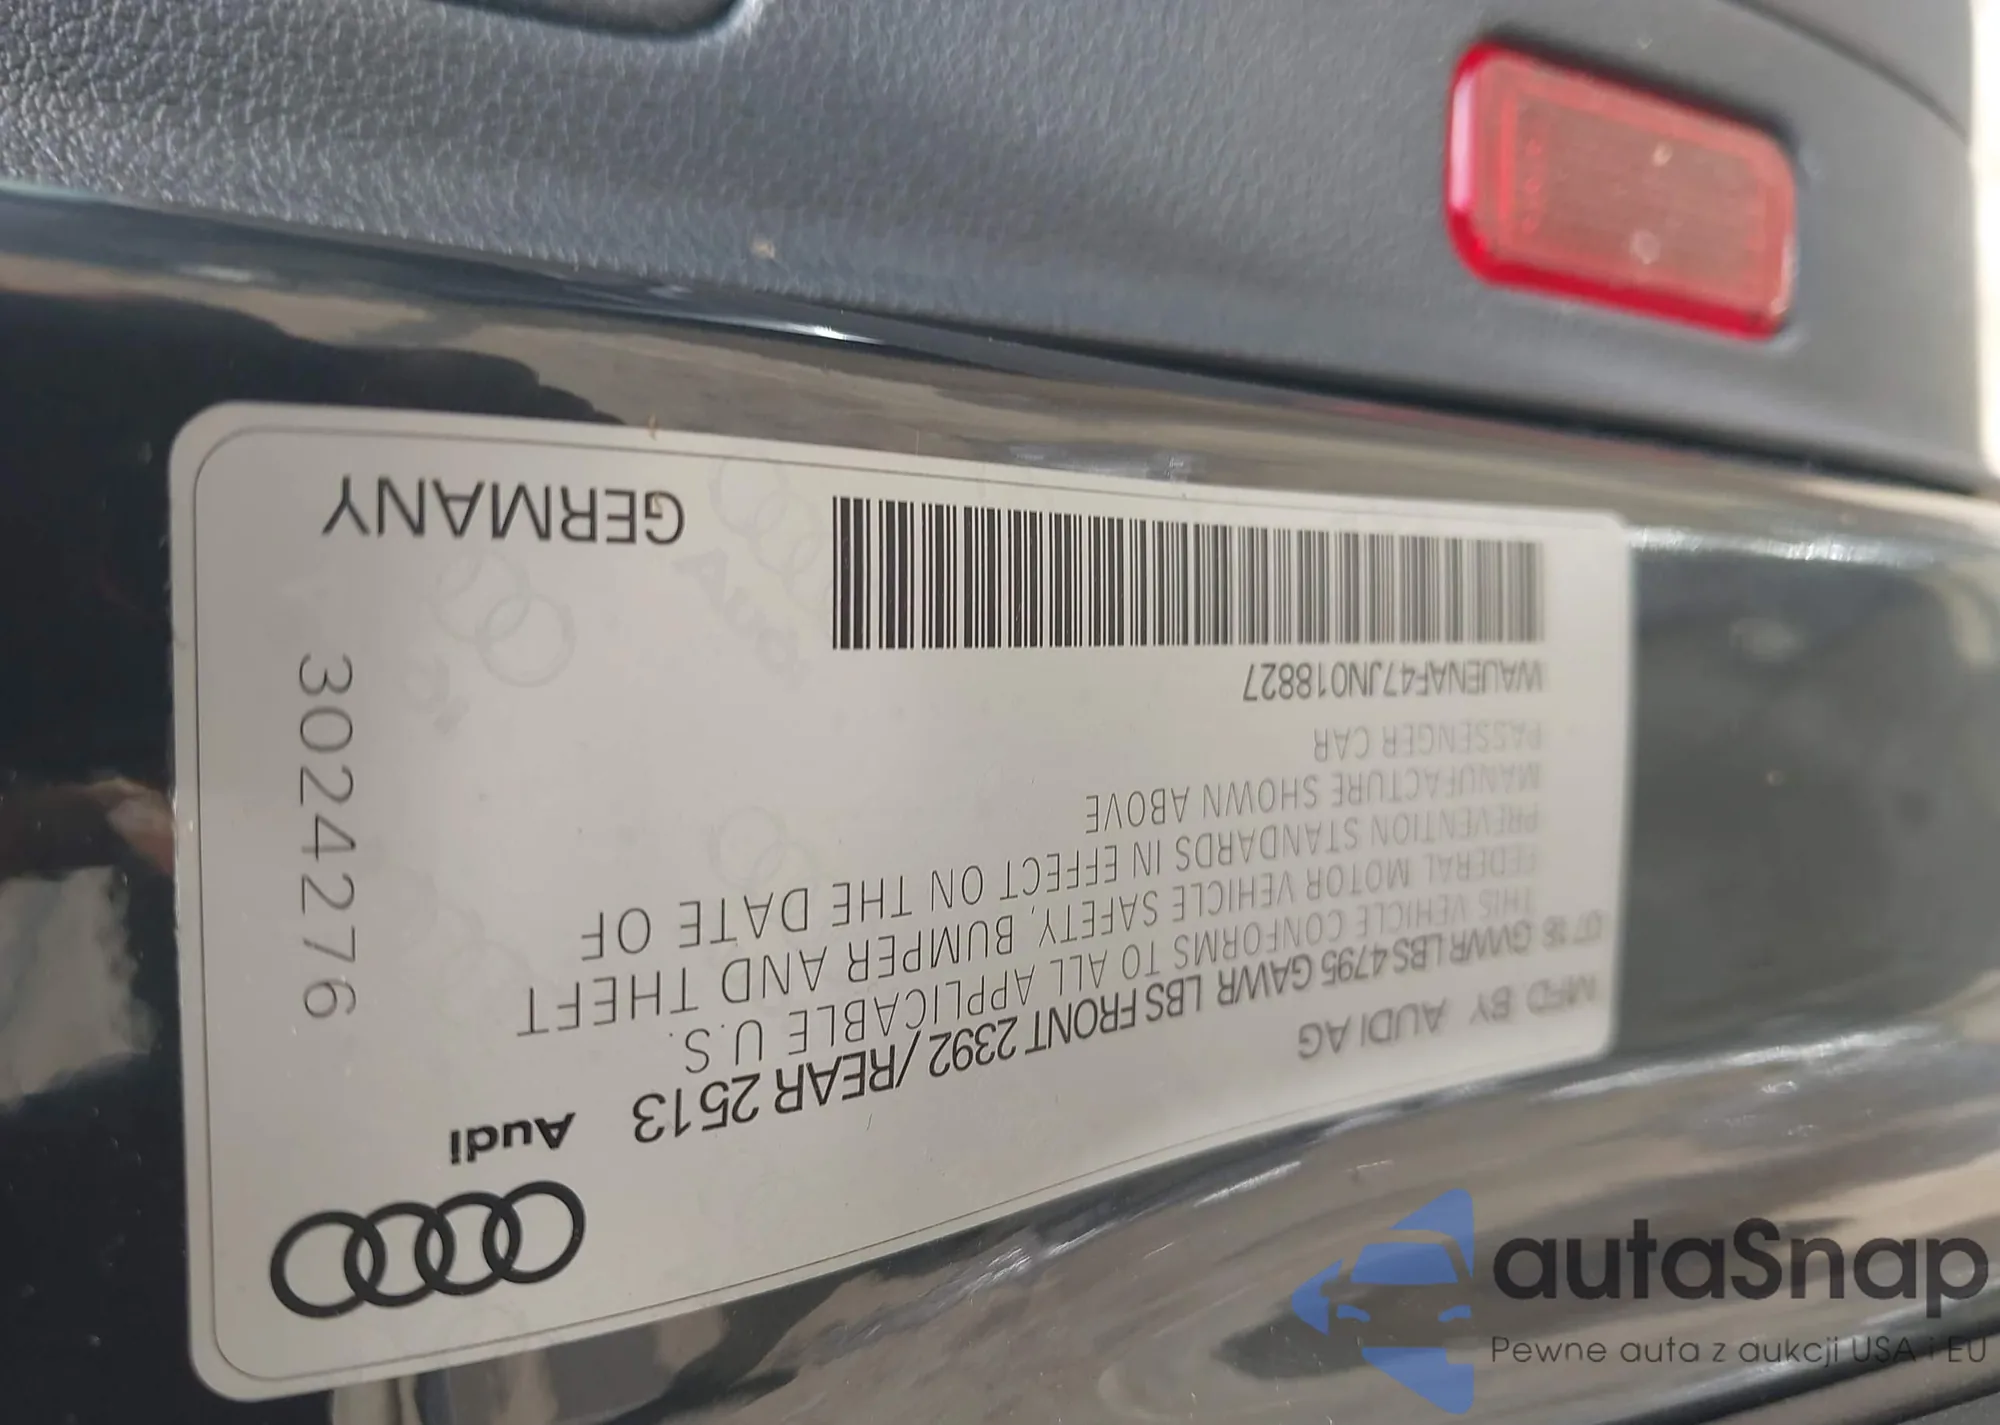 Audi
MFD. BY AUDI AG
07 18 GVWR LBS 4795 GAWR LBS FRONT 2392 / REAR 2513
THIS VEHICLE CONFORMS TO ALL APPLICABLE U.S.
FEDERAL MOTOR VEHICLE SAFETY, BUMPER AND THEFT
PREVENTION STANDARDS IN EFFECT ON THE DATE OF
MANUFACTURE SHOWN ABOVE
PASSENGER CAR
WAUENAF47JN018827
GERMANY
3024276
autaSnap
Pewne auta z aukcji USA i EU